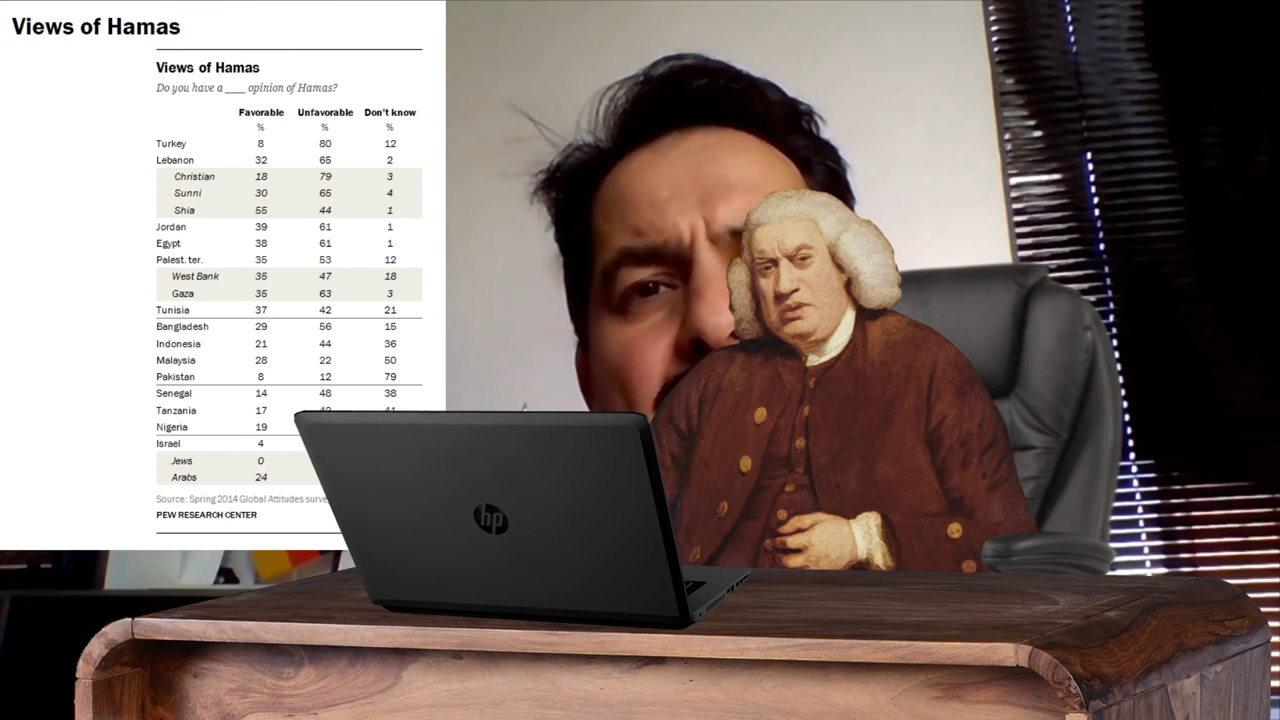 Views of Hamas
Views of Hamas
Do you have a ___ opinion of Hamas?
Favorable Unfavorable Don't know
% % %
Turkey 8 80 12
Lebanon 32 65 2
Christian 18 79 3
Sunni 30 65 4
Shia 55 44 1
Jordan 39 61 1
Egypt 38 61 1
Palest. ter. 35 53 12
West Bank 35 47 18
Gaza 35 63 3
Tunisia 37 42 21
Bangladesh 29 56 15
Indonesia 21 44 36
Malaysia 28 22 50
Pakistan 8 12 79
Senegal 14 48 38
Tanzania 17
Nigeria 19
Israel 4
Jews 0
Arabs 24
Source: Spring 2014 Global Attitudes
PEW RESEARCH CENTER
hp